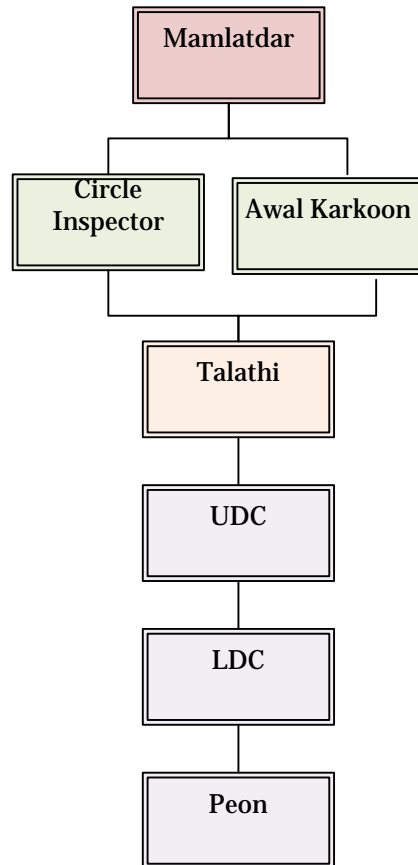 Mamlatdar
Circle
Inspector
Awal Karkoon
Talathi
UDC
LDC
Peon